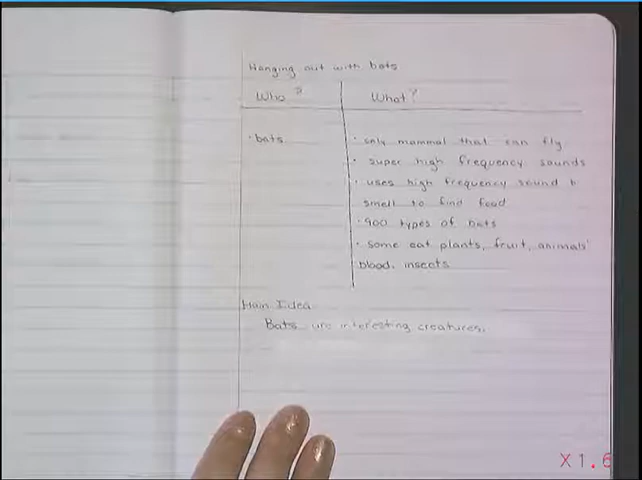 Hanging out with bats
Who? What?
• bats • only mammal that can fly
• super high frequency sounds
• uses high frequency sound &
smell to find food
• 900 types of bats
• some eat plants, fruit, animals'
blood, insects
Main Idea
Bats are interesting creatures.
X1.6